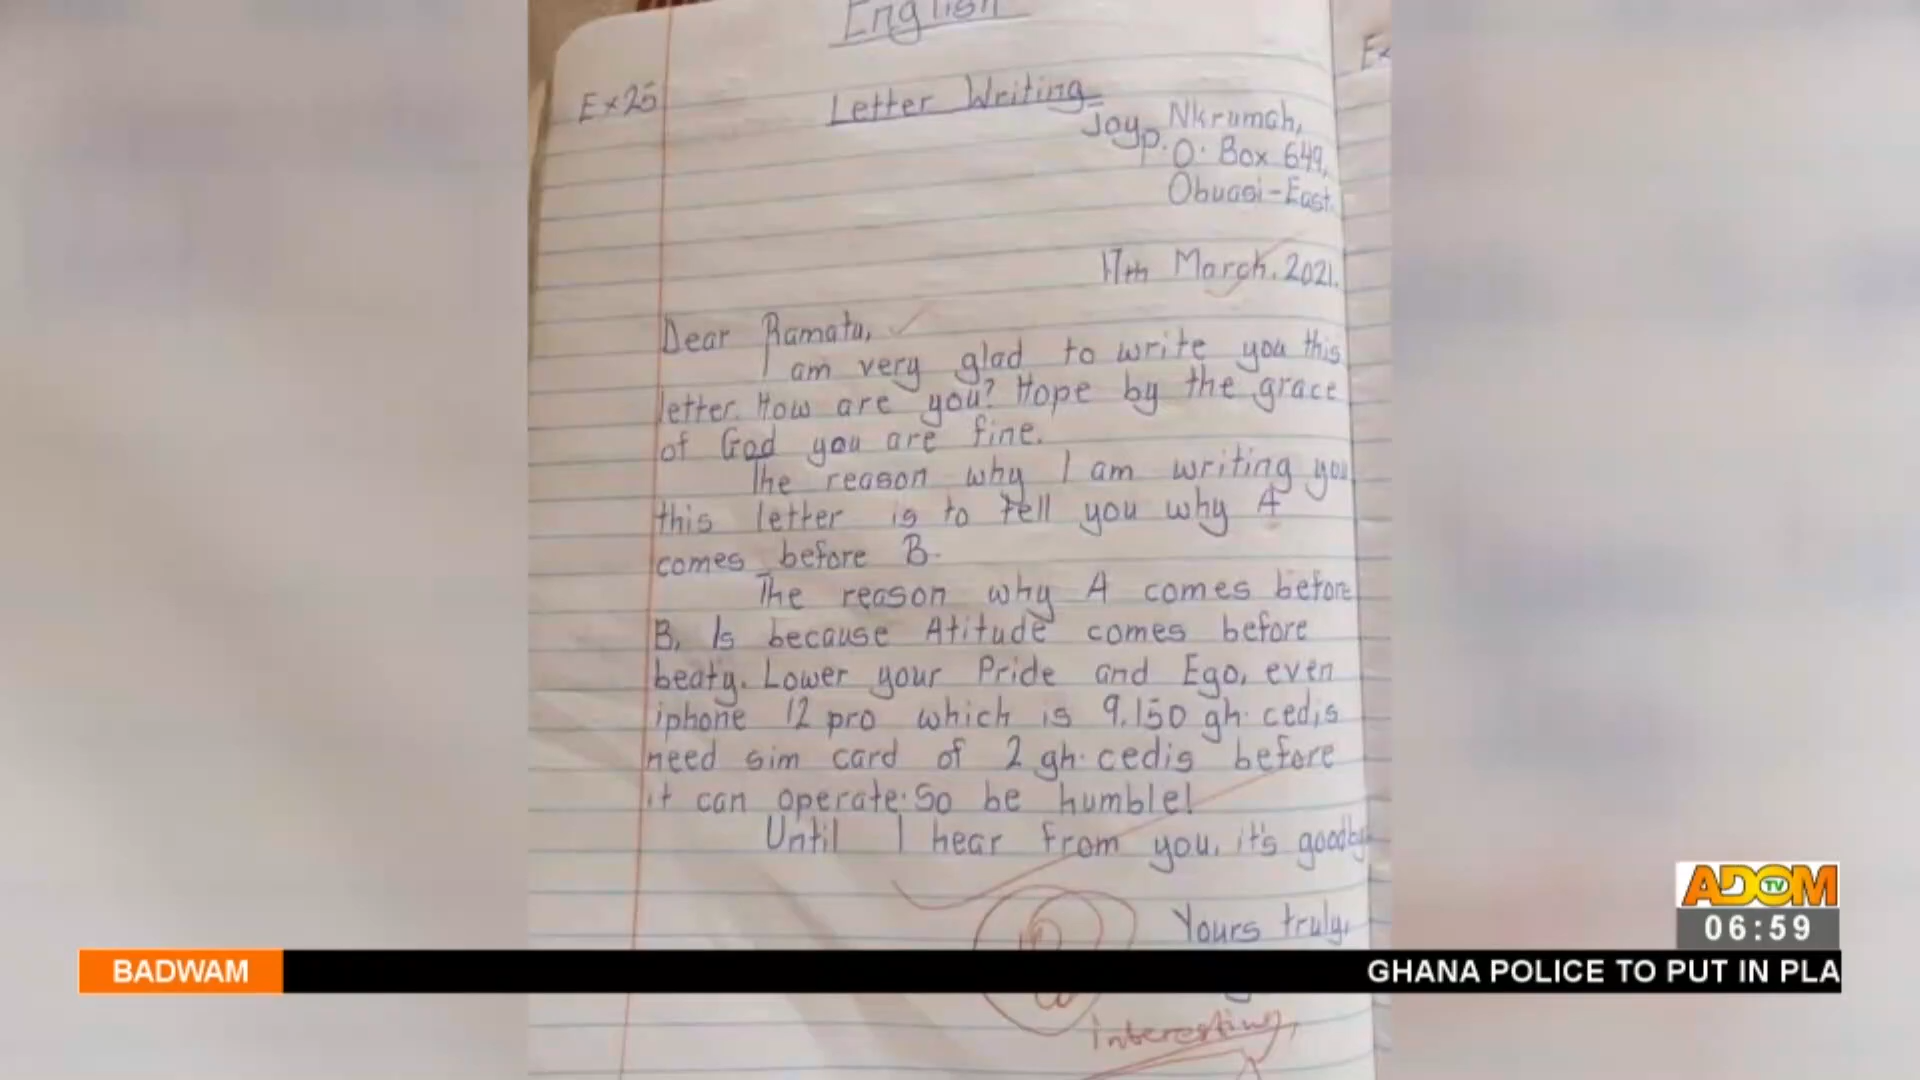 English
Ex25
Letter Writing
Joy Nkrumah,
P. O. Box 649,
Obuasi-East.
17th March. 2021.
Dear Ramatu,
I am very glad to write you this
letter. How are you? Hope by the grace
of God you are fine.
The reason why I am writing you
this letter is to tell you why A
comes before B.
The reason why A comes before
B, Is because Atitude comes before
beaty. Lower your Pride and Ego, even
iphone 12 pro which is 9,150 gh. cedis
need sim card of 2 gh. cedis before
it can operate. So be humble!
Until I hear from you, it's goodby
Yours truly,
interesting,
ADOM TV
06:59
BADWAM
GHANA POLICE TO PUT IN PLA